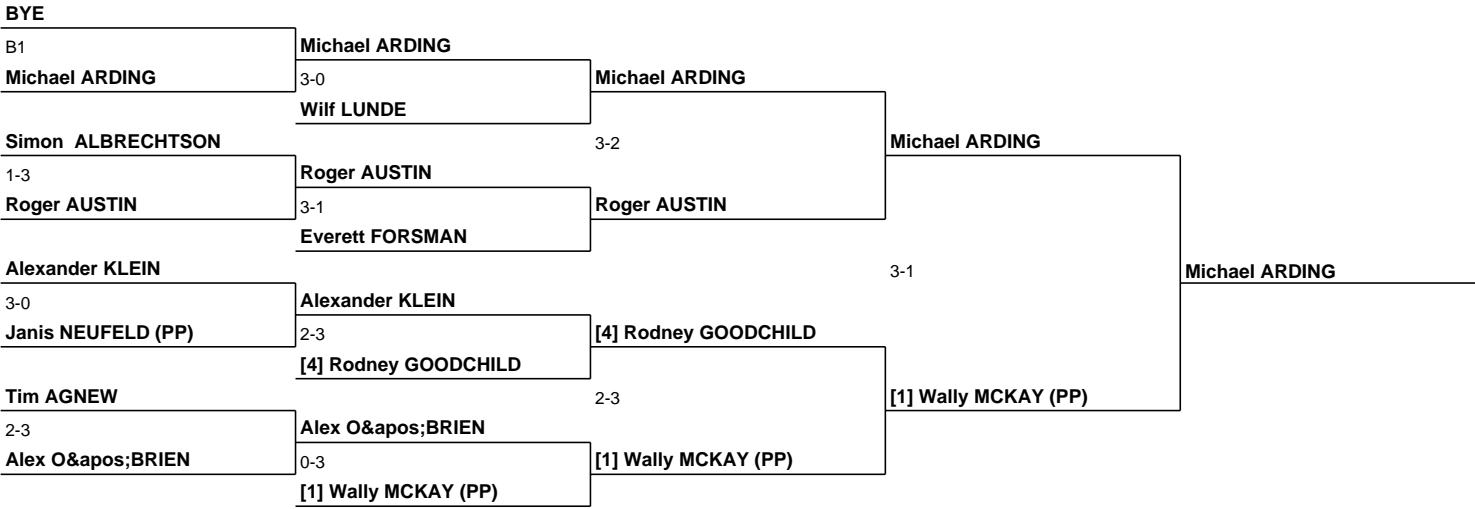 BYE
B1
Michael ARDING
Michael ARDING
3-0
Michael ARDING
Wilf LUNDE
Simon  ALBRECHTSON
3-2
Michael ARDING
1-3
Roger AUSTIN
Roger AUSTIN
3-1
Roger AUSTIN
Everett FORSMAN
Alexander KLEIN
3-1
Michael ARDING
3-0
Alexander KLEIN
Janis NEUFELD (PP)
2-3
[4] Rodney GOODCHILD
[4] Rodney GOODCHILD
Tim AGNEW
2-3
[1] Wally MCKAY (PP)
2-3
Alex O&amp;apos;BRIEN
Alex O&amp;apos;BRIEN
0-3
[1] Wally MCKAY (PP)
[1] Wally MCKAY (PP)